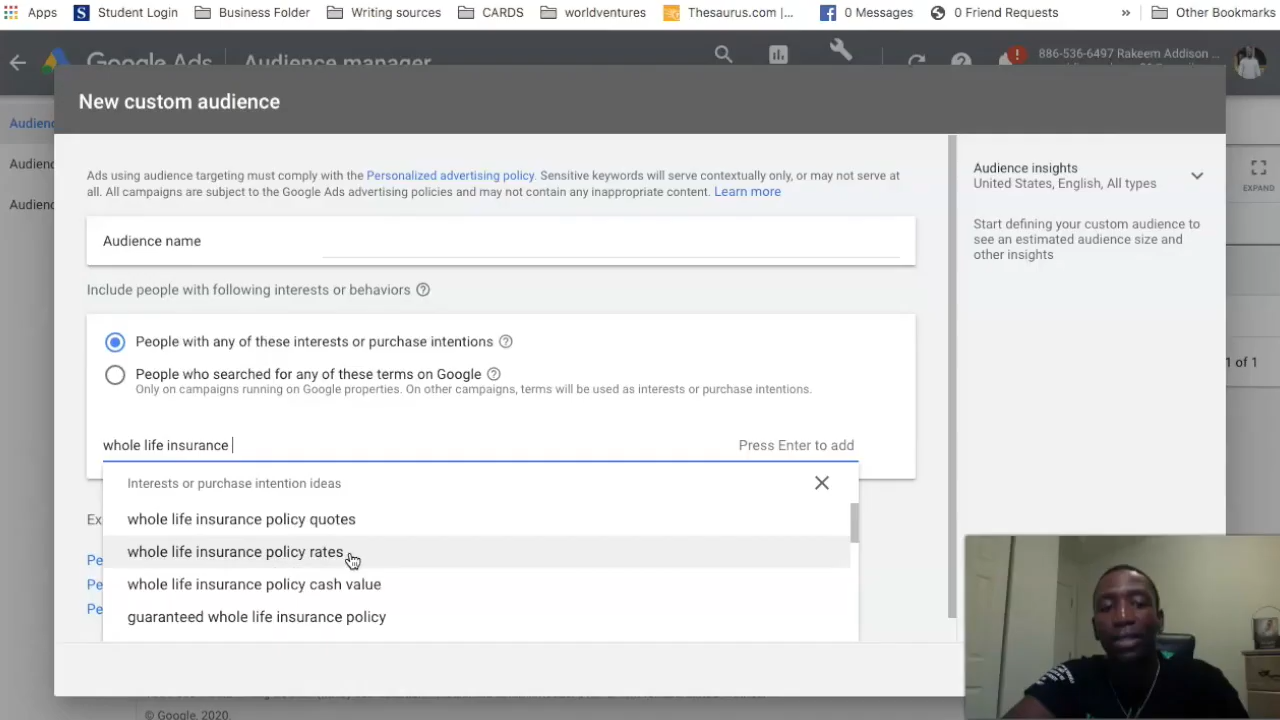 Apps Student Login Business Folder Writing sources CARDS worldventures Thesaurus.com |... 0 Messages 0 Friend Requests » Other Bookmarks
Google Ads Audience manager 886-536-6497 Rakeem Addison ...
New custom audience
Audienc
Audienc
Audienc
Ads using audience targeting must comply with the Personalized advertising policy. Sensitive keywords will serve contextually only, or may not serve at
all. All campaigns are subject to the Google Ads advertising policies and may not contain any inappropriate content. Learn more
Audience name
Include people with following interests or behaviors
People with any of these interests or purchase intentions
People who searched for any of these terms on Google
Only on campaigns running on Google properties. On other campaigns, terms will be used as interests or purchase intentions.
whole life insurance Press Enter to add
Interests or purchase intention ideas
whole life insurance policy quotes
whole life insurance policy rates
whole life insurance policy cash value
guaranteed whole life insurance policy
Ex
Pe
Pe
Pe
Audience insights
United States, English, All types
Start defining your custom audience to
see an estimated audience size and
other insights
EXPAND
1 of 1
© Google, 2020.